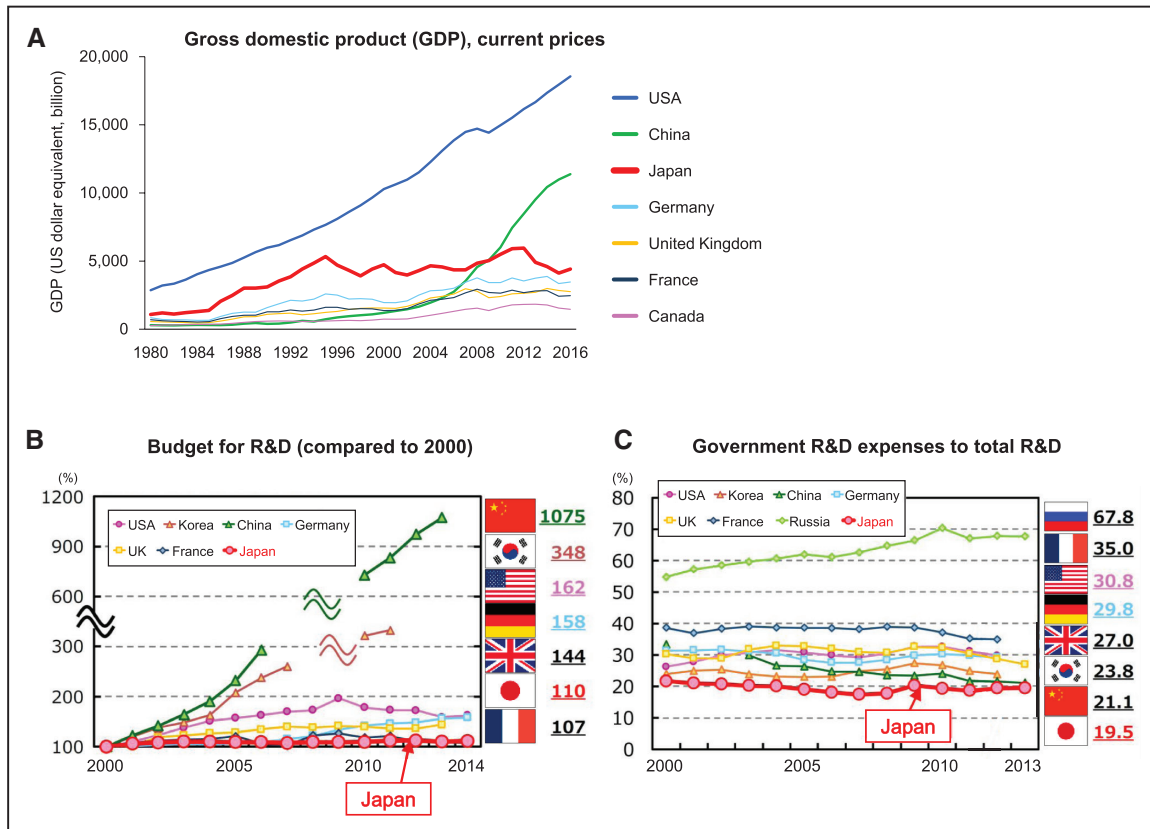 A
Gross domestic product (GDP), current prices
GDP (US dollar equivalent, billion)
20,000
15,000
10,000
5,000
0
1980 1984 1988 1992 1996 2000 2004 2008 2012 2016
USA
China
Japan
Germany
United Kingdom
France
Canada
B
Budget for R&D (compared to 2000)
(%)
1200
900
600
300
200
100
USA Korea China Germany
UK France Japan
2000 2005 2010 2014
Japan
1075
348
162
158
144
110
107
C
Government R&D expenses to total R&D
(%)
80
70
60
50
40
30
20
10
0
USA Korea China Germany
UK France Russia Japan
Japan
2000 2005 2010 2013
67.8
35.0
30.8
29.8
27.0
23.8
21.1
19.5